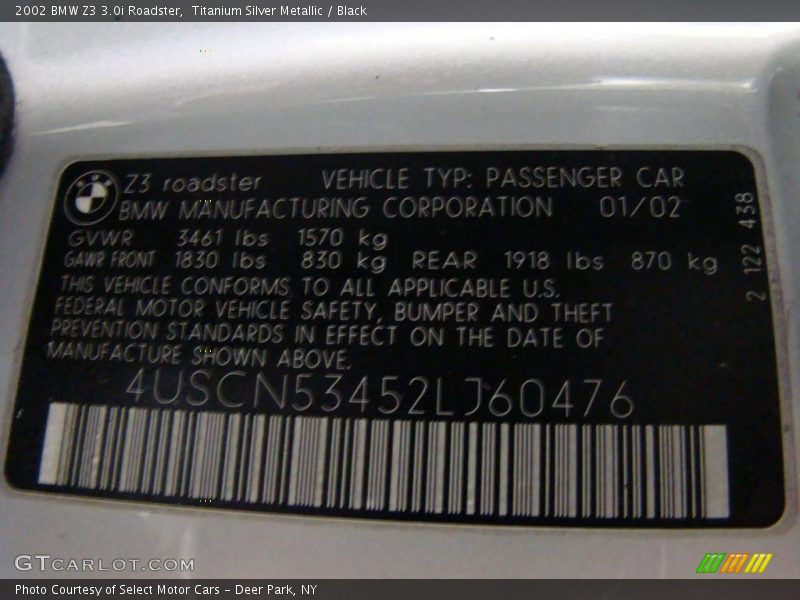 2002 BMW Z3 3.0i Roadster,  Titanium Silver Metallic / Black
Z3 roadster VEHICLE TYP: PASSENGER CAR
BMW MANUFACTURING CORPORATION 01/02
GVWR 3461 lbs 1570 kg
GAWR FRONT 1830 lbs 830 kg REAR 1918 lbs 870 kg
THIS VEHICLE CONFORMS TO ALL APPLICABLE U.S.
FEDERAL MOTOR VEHICLE SAFETY, BUMPER AND THEFT
PREVENTION STANDARDS IN EFFECT ON THE DATE OF
MANUFACTURE SHOWN ABOVE.
4USCN53452LJ60476
2 122 438
GTCARLOT.COM
Photo Courtesy of Select Motor Cars - Deer Park, NY